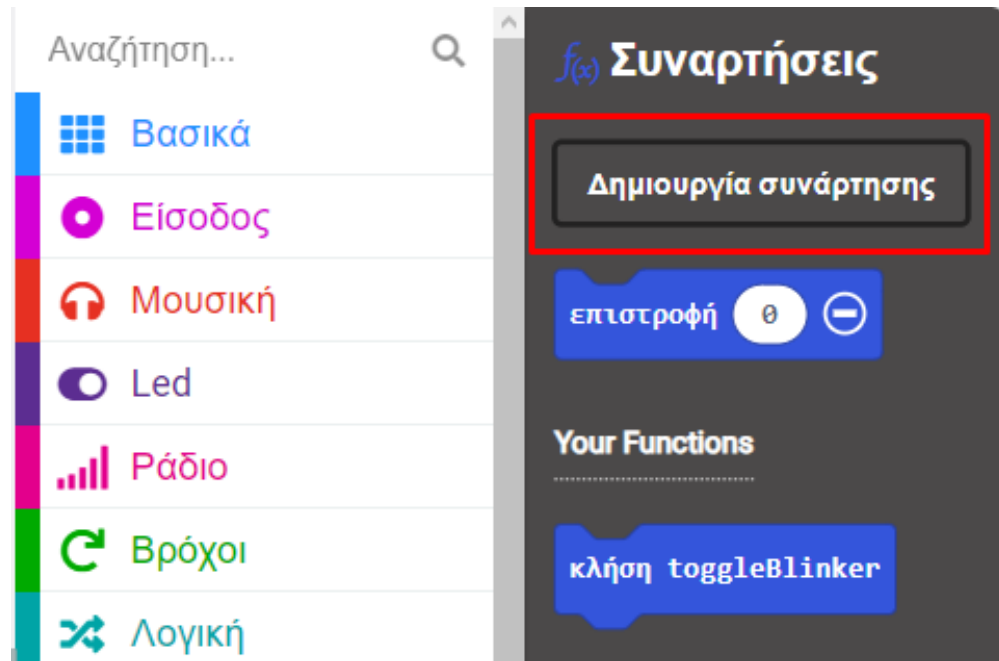 Αναζήτηση...
Βασικά
Είσοδος
Μουσική
Led
Ράδιο
Βρόχοι
Λογική
f(x) Συναρτήσεις
Δημιουργία συνάρτησης
επιστροφή 0
Your Functions
κλήση toggleBlinker